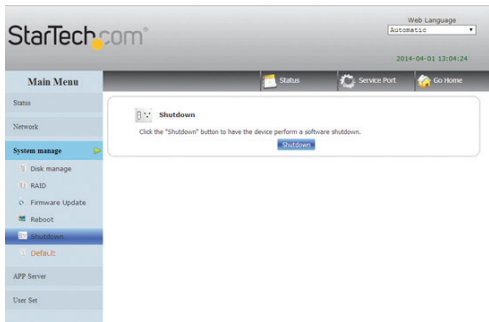 StarTech.com
Web Language
Automatic
2014-04-01 13:04:24
Main Menu
Status
Service Port
Go Home
Status
Network
System manage
Disk manage
RAID
Firmware Update
Reboot
Shutdown
Default
APP Server
User Set
Shutdown
Click the "Shutdown" button to have the device perform a software shutdown.
Shutdown